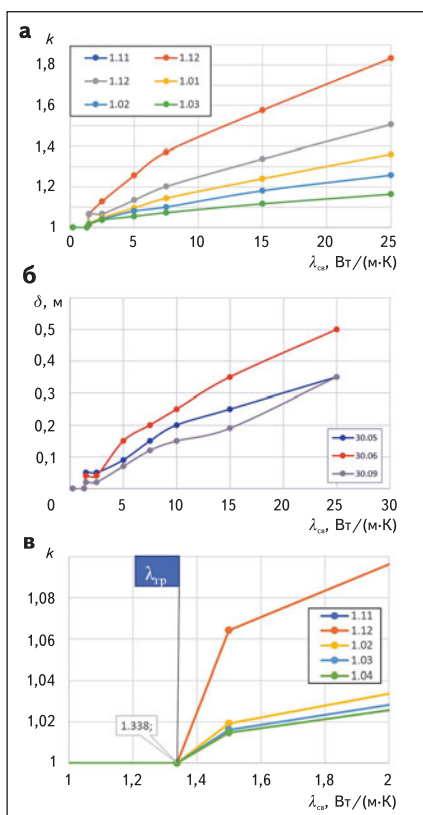 а
k
1,8
1,6
1,4
1,2
1
1.11 1.12
1.12 1.01
1.02 1.03
0 5 10 15 20 25
λсв, Вт/(м·К)
б
δ, м
0,5
0,4
0,3
0,2
0,1
30.05
30.06
30.09
0 5 10 15 20 25 30
λсв, Вт/(м·К)
в
k
1,08
1,06
1,04
1,02
1
λгр
1.338;
1.11
1.12
1.02
1.03
1.04
1 1,2 1,4 1,6 1,8 2
λсв, Вт/(м·К)